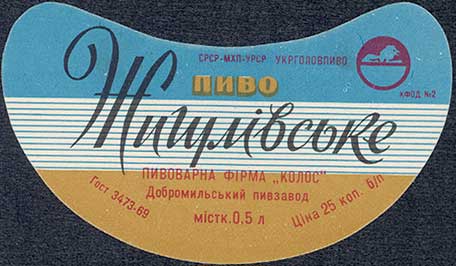 СРСР-МХП-УРСР УКРГОЛОВПИВО
ПИВО
КФОД №2
Жигулівське
ПИВОВАРНА ФІРМА „КОЛОС"
Гост 3473-69
Добромильський пивзавод
Ціна 25 коп. б/п
містк. 0,5 л